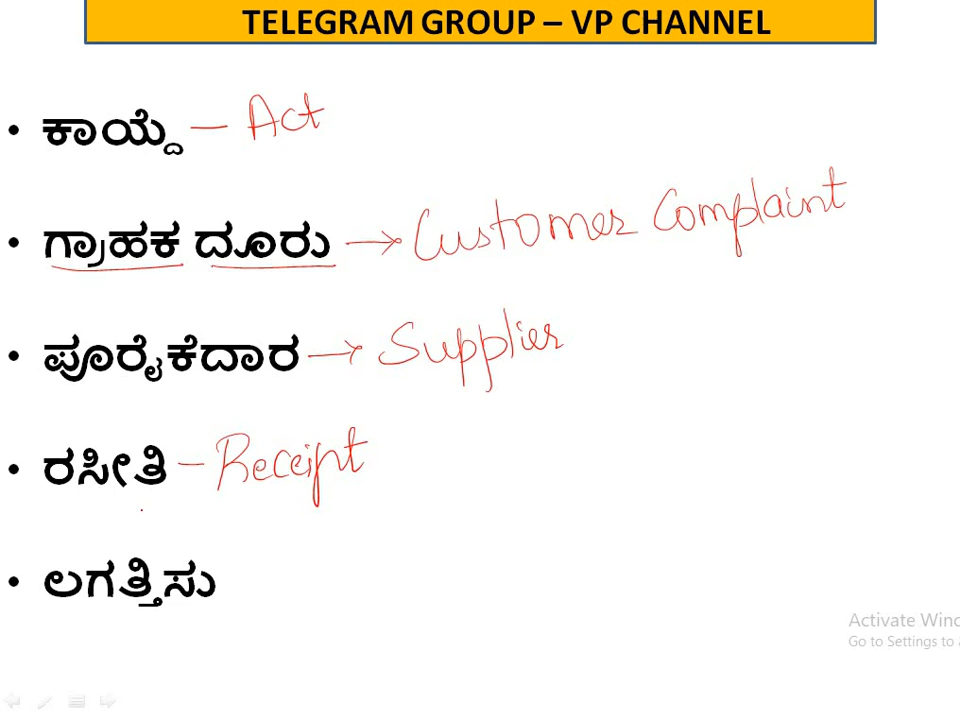 TELEGRAM GROUP – VP CHANNEL
• ಕಾಯ್ದೆ – Act
• ಗ್ರಾಹಕ ದೂರು → Customer Complaint
• ಪೂರೈಕೆದಾರ → Supplier
• ರಸೀತಿ – Receipt
• ಲಗತ್ತಿಸು
Activate Wind
Go to Settings to